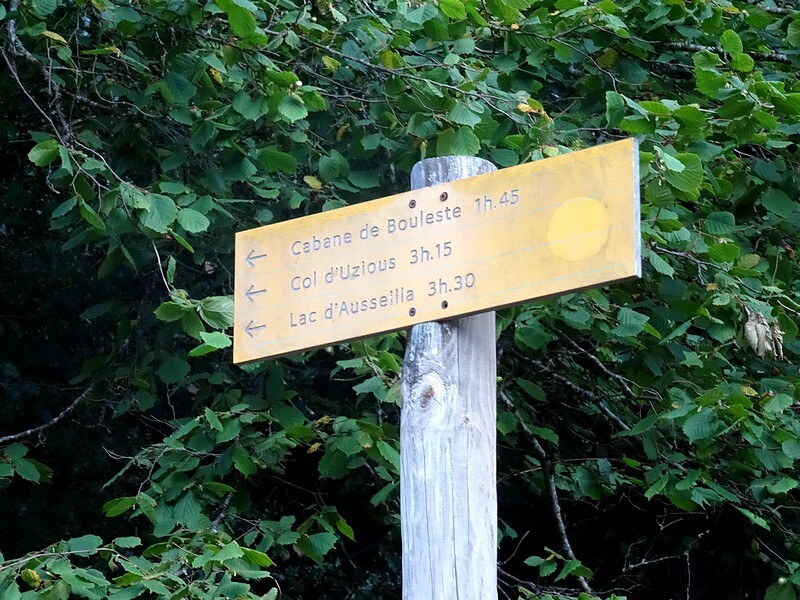 ← Cabane de Bouleste 1h.45
← Col d'Uzious 3h.15
← Lac d'Ausseilla 3h.30